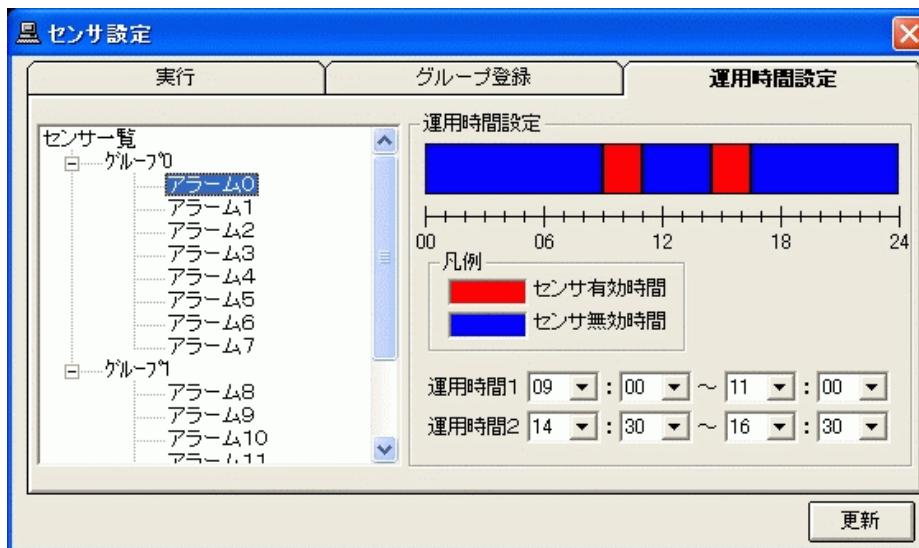 センサ設定
実行 グループ登録 運用時間設定
センサ一覧
グループ0
アラーム0
アラーム1
アラーム2
アラーム3
アラーム4
アラーム5
アラーム6
アラーム7
グループ1
アラーム8
アラーム9
アラーム10
アラーム11
運用時間設定
00 06 12 18 24
凡例
センサ有効時間
センサ無効時間
運用時間1 09 : 00 ～ 11 : 00
運用時間2 14 : 30 ～ 16 : 30
更新